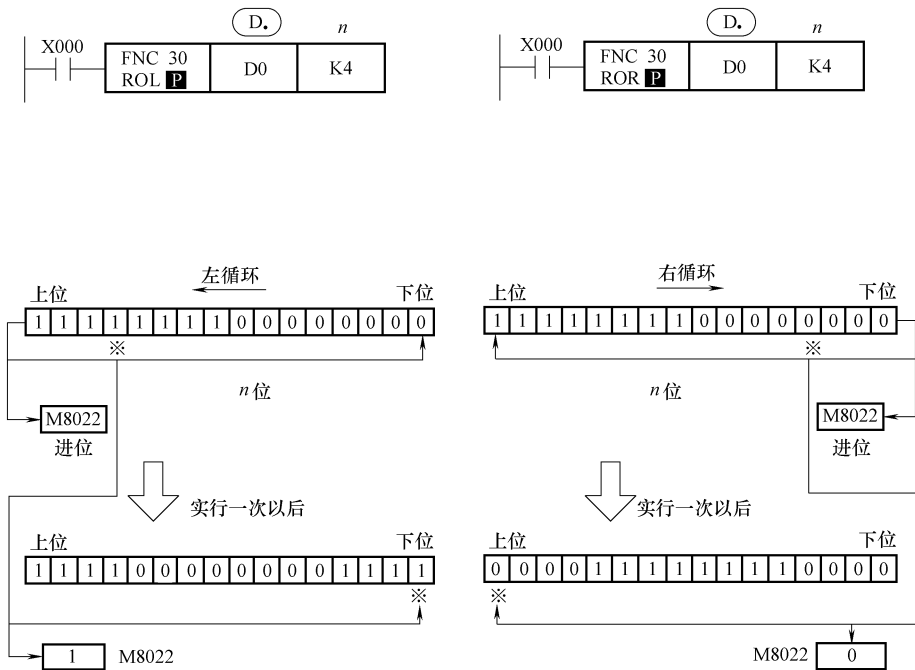 D. D.
n n
X000 FNC 30 ROL P D0 K4
X000 FNC 30 ROR P D0 K4
左循环 右循环
上位 下位 上位 下位
1 1 1 1 1 1 1 1 0 0 0 0 0 0 0 0
1 1 1 1 1 1 1 1 0 0 0 0 0 0 0 0
※ ※
n位 n位
M8022 M8022
进位 进位
实行一次以后 实行一次以后
上位 下位 上位 下位
1 1 1 1 0 0 0 0 0 0 0 0 1 1 1 1
0 0 0 0 1 1 1 1 1 1 1 1 0 0 0 0
※ ※
1 M8022 M8022 0